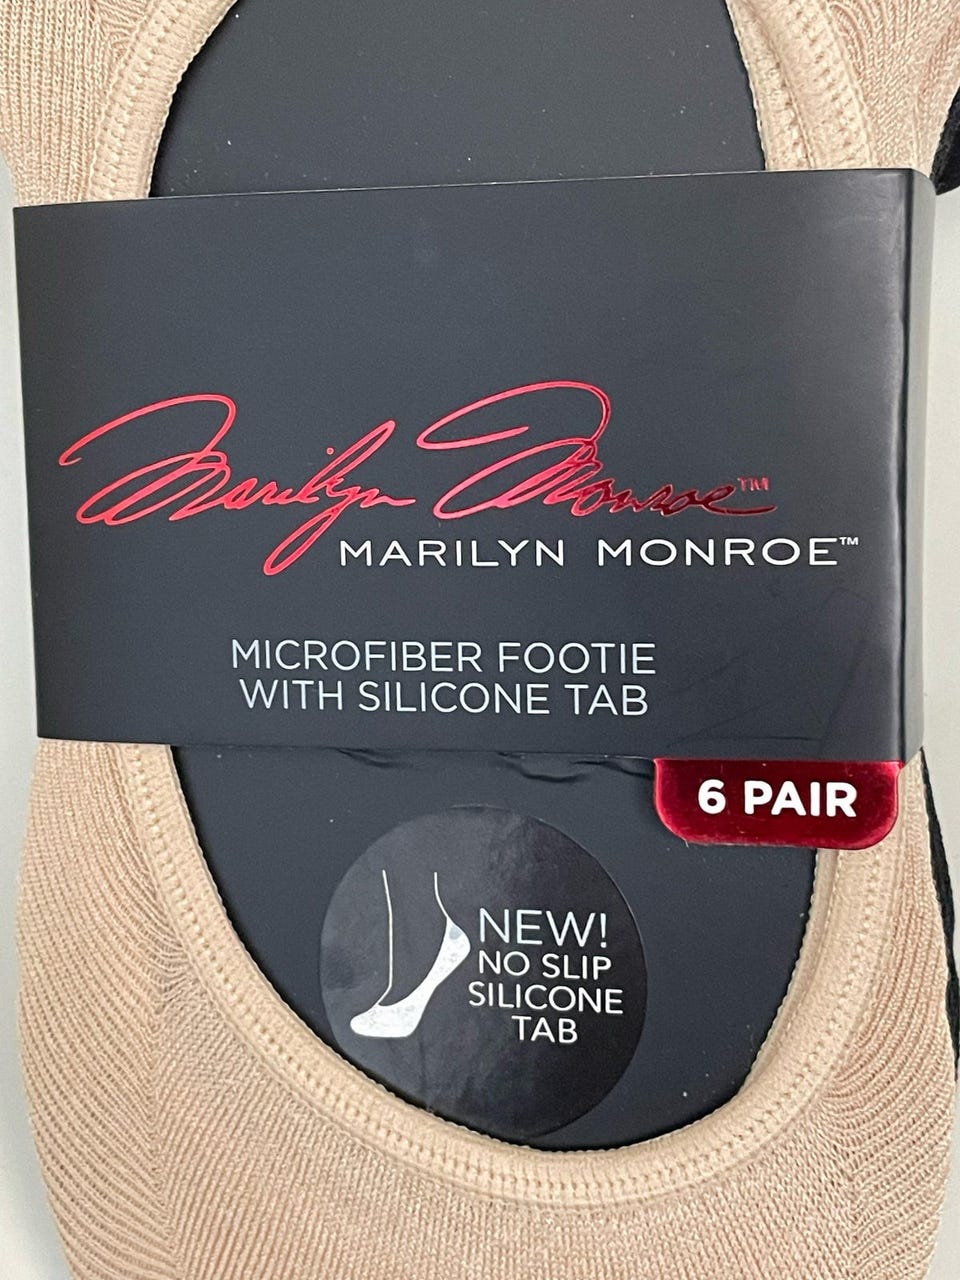 Marilyn Monroe™
MARILYN MONROE™
MICROFIBER FOOTIE
WITH SILICONE TAB
6 PAIR
NEW!
NO SLIP
SILICONE
TAB